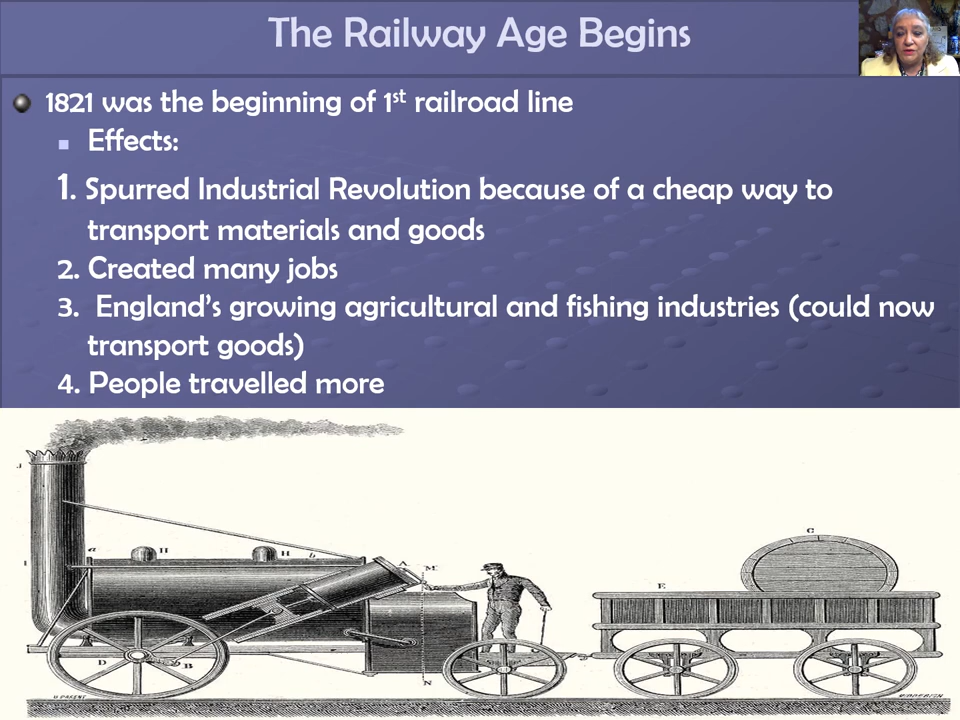 The Railway Age Begins
1821 was the beginning of 1st railroad line
Effects:
1. Spurred Industrial Revolution because of a cheap way to
transport materials and goods
2. Created many jobs
3. England's growing agricultural and fishing industries (could now
transport goods)
4. People travelled more
J
a H H b A M
C
E
D B
N